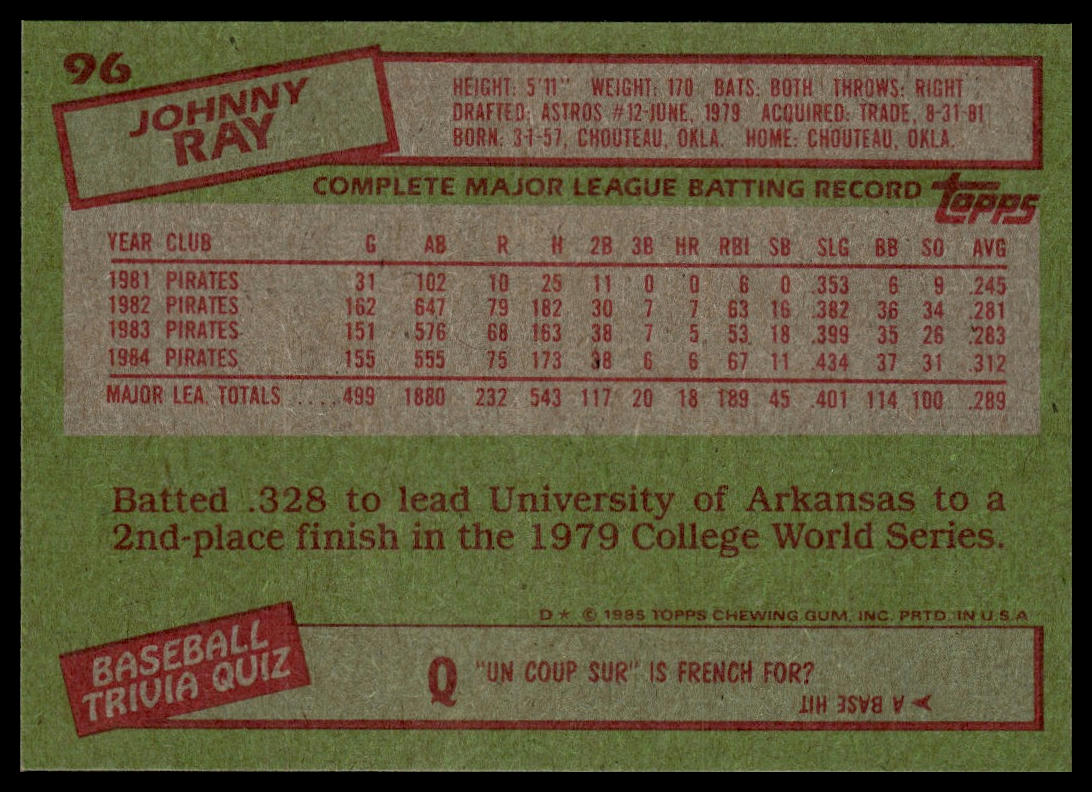 96
JOHNNY
RAY
HEIGHT: 5'11" WEIGHT: 170 BATS: BOTH THROWS: RIGHT
DRAFTED: ASTROS #12-JUNE, 1979 ACQUIRED: TRADE, 8-31-81
BORN: 3-1-57, CHOUTEAU, OKLA. HOME: CHOUTEAU, OKLA.
COMPLETE MAJOR LEAGUE BATTING RECORD topps
YEAR CLUB G AB R H 2B 3B HR RBI SB SLG BB SO AVG
1981 PIRATES 31 102 10 25 11 0 0 6 0 .353 6 9 .245
1982 PIRATES 162 647 79 182 30 7 7 63 16 .382 36 34 .281
1983 PIRATES 151 576 68 163 38 7 5 53 18 .399 35 26 .283
1984 PIRATES 155 555 75 173 38 6 6 67 11 .434 37 31 .312
MAJOR LEA. TOTALS .....499 1880 232 543 117 20 18 189 45 .401 114 100 .289
Batted .328 to lead University of Arkansas to a
2nd-place finish in the 1979 College World Series.
D* © 1985 TOPPS CHEWING GUM, INC. PRTD. IN U.S.A.
BASEBALL
TRIVIA QUIZ
Q "UN COUP SUR" IS FRENCH FOR?
A BASE HIT